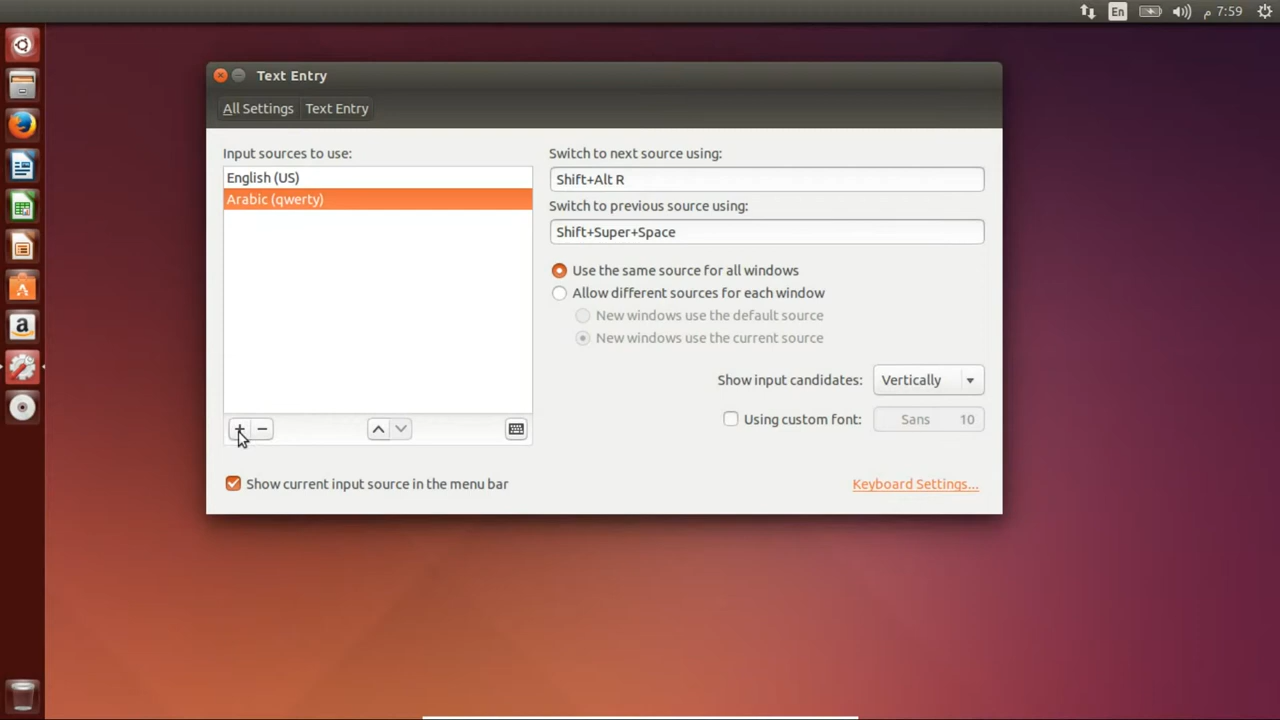 En م 7:59
Text Entry
All Settings Text Entry
Input sources to use:
English (US)
Arabic (qwerty)
Switch to next source using:
Shift+Alt R
Switch to previous source using:
Shift+Super+Space
Use the same source for all windows
Allow different sources for each window
New windows use the default source
New windows use the current source
Show input candidates: Vertically
Using custom font: Sans 10
Show current input source in the menu bar
Keyboard Settings...